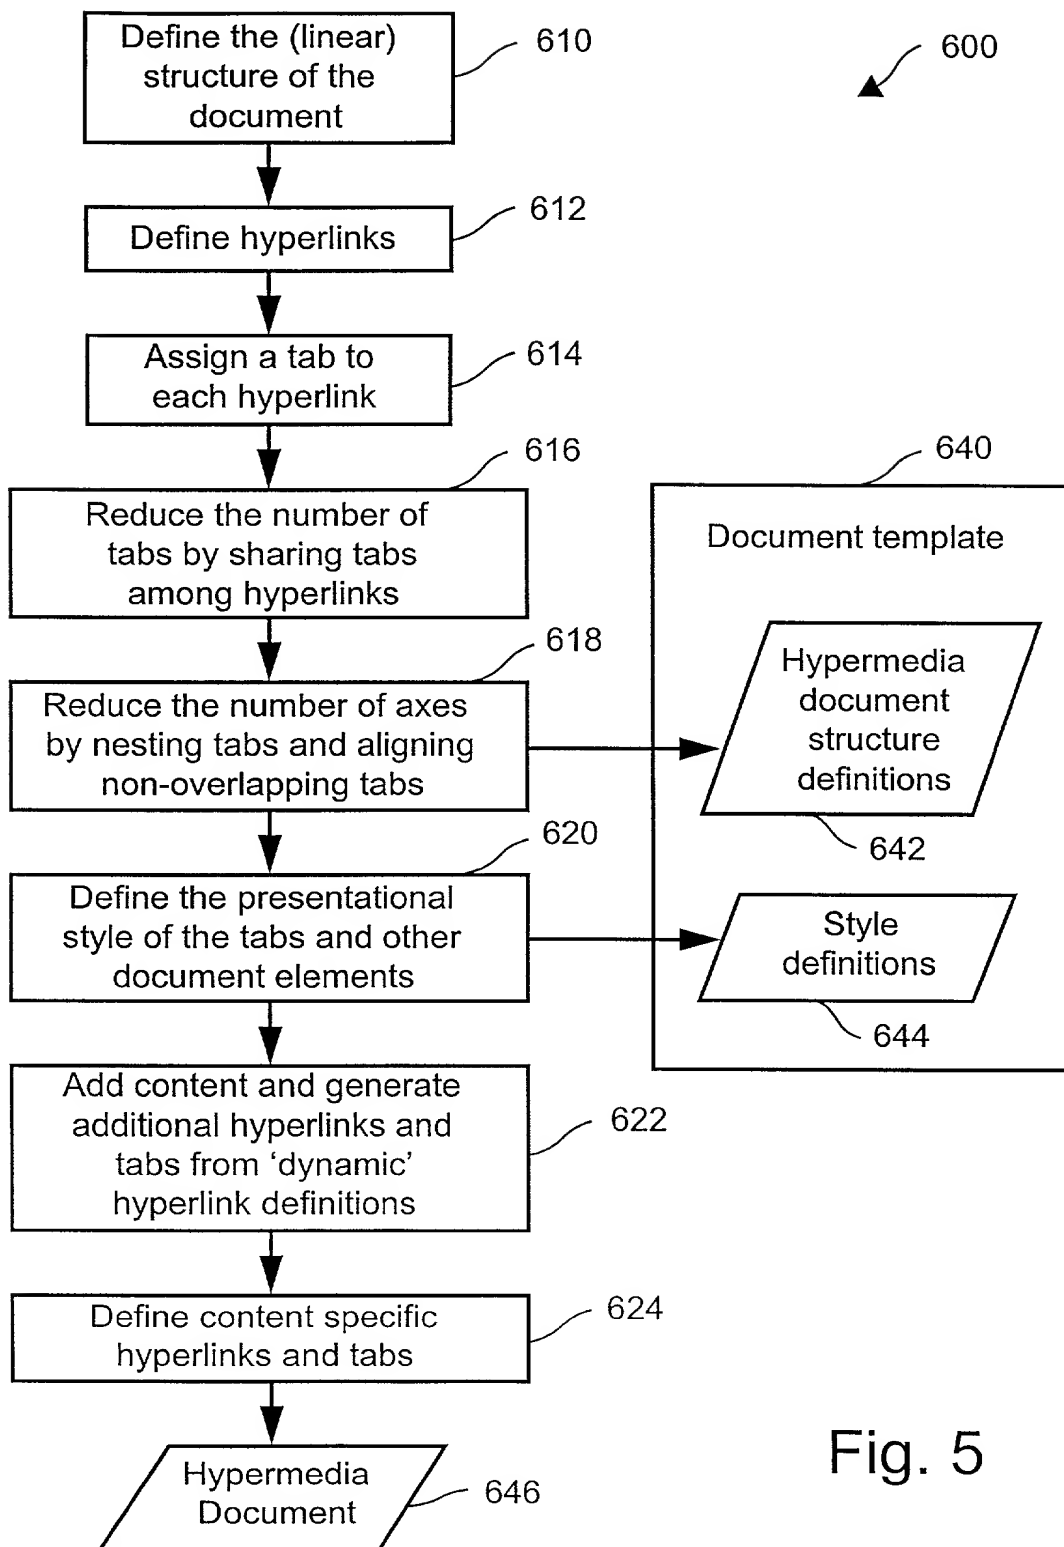 Define the (linear)
structure of the
document
610
600
Define hyperlinks
612
Assign a tab to
each hyperlink
614
Reduce the number of
tabs by sharing tabs
among hyperlinks
616
Reduce the number of axes
by nesting tabs and aligning
non-overlapping tabs
618
Define the presentational
style of the tabs and other
document elements
620
Add content and generate
additional hyperlinks and
tabs from ‘dynamic’
hyperlink definitions
622
Define content specific
hyperlinks and tabs
624
Hypermedia
Document
646
640
Document template
Hypermedia
document
structure
definitions
642
Style
definitions
644
Fig. 5